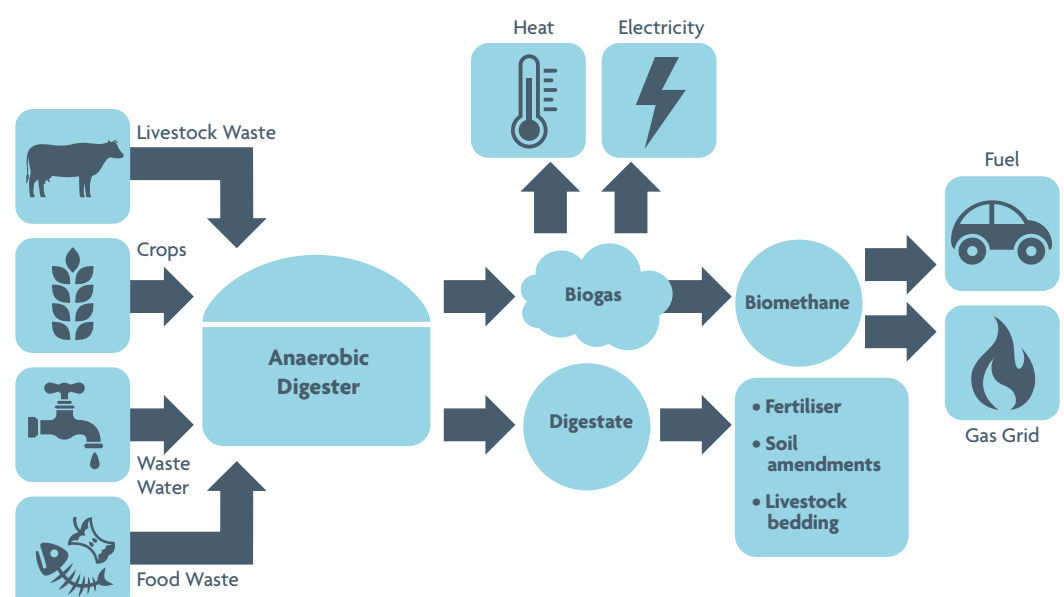 Heat
Electricity
Livestock Waste
Fuel
Crops
Biogas
Biomethane
Anaerobic
Digester
• Fertiliser
• Soil
amendments
• Livestock
bedding
Digestate
Gas Grid
Waste
Water
Food Waste